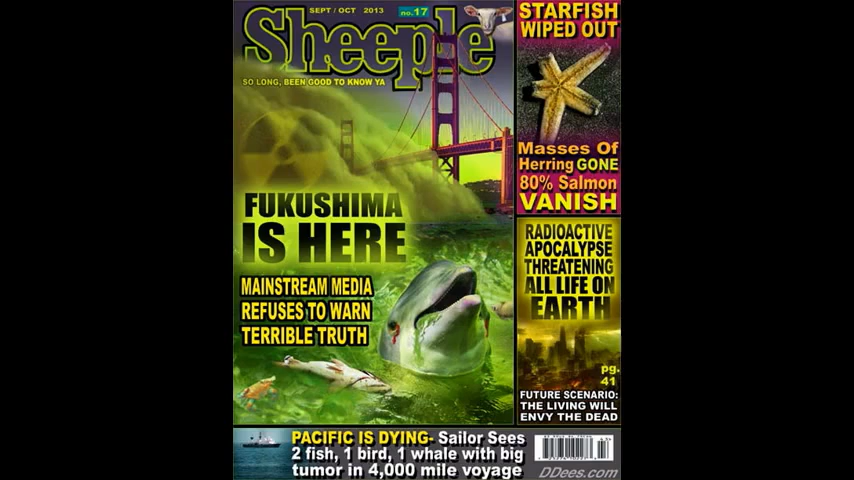 SEPT / OCT 2013
no.17
Sheeple
SO LONG, BEEN GOOD TO KNOW YA
FUKUSHIMA
IS HERE
MAINSTREAM MEDIA
REFUSES TO WARN
TERRIBLE TRUTH
STARFISH
WIPED OUT
Masses Of
Herring GONE
80% Salmon
VANISH
RADIOACTIVE
APOCALYPSE
THREATENING
ALL LIFE ON
EARTH
pg.
41
FUTURE SCENARIO:
THE LIVING WILL
ENVY THE DEAD
PACIFIC IS DYING- Sailor Sees
2 fish, 1 bird, 1 whale with big
tumor in 4,000 mile voyage
DDees.com